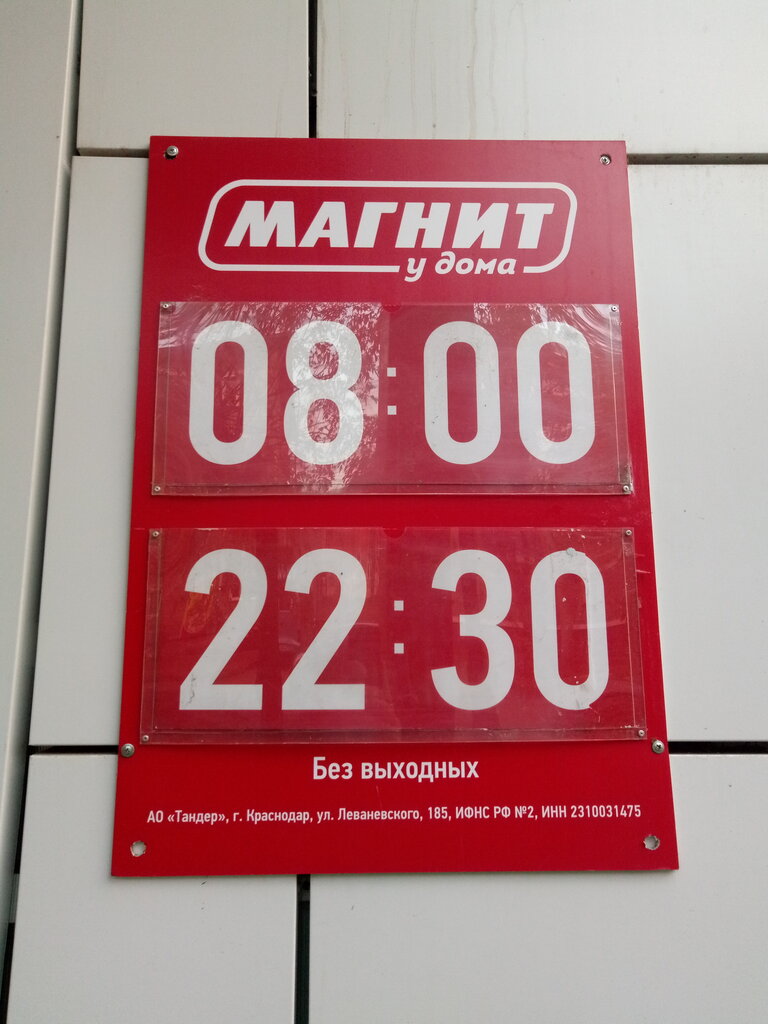 МАГНИТ
у дома
08:00
22:30
Без выходных
АО «Тандер», г. Краснодар, ул. Леваневского, 185, ИФНС РФ №2, ИНН 2310031475